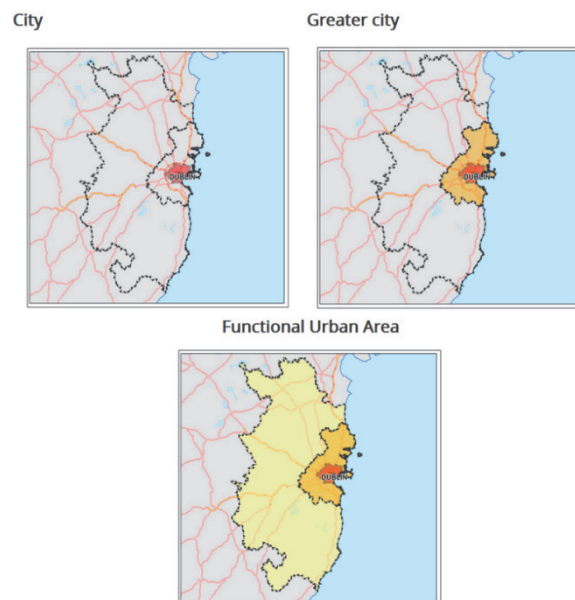 City
Greater city
DUBLIN
DUBLIN
Functional Urban Area
DUBLIN